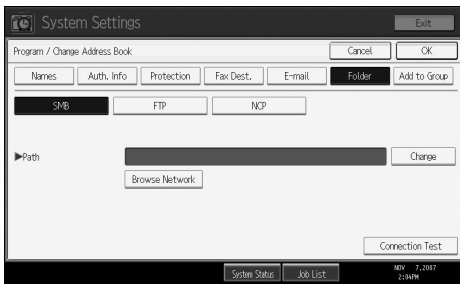 System Settings Exit
Program / Change Address Book Cancel OK
Names Auth. Info Protection Fax Dest. E-mail Folder Add to Group
SMB FTP NCP
▶Path Change
Browse Network
Connection Test
System Status Job List NOV 7,2007
2:04PM